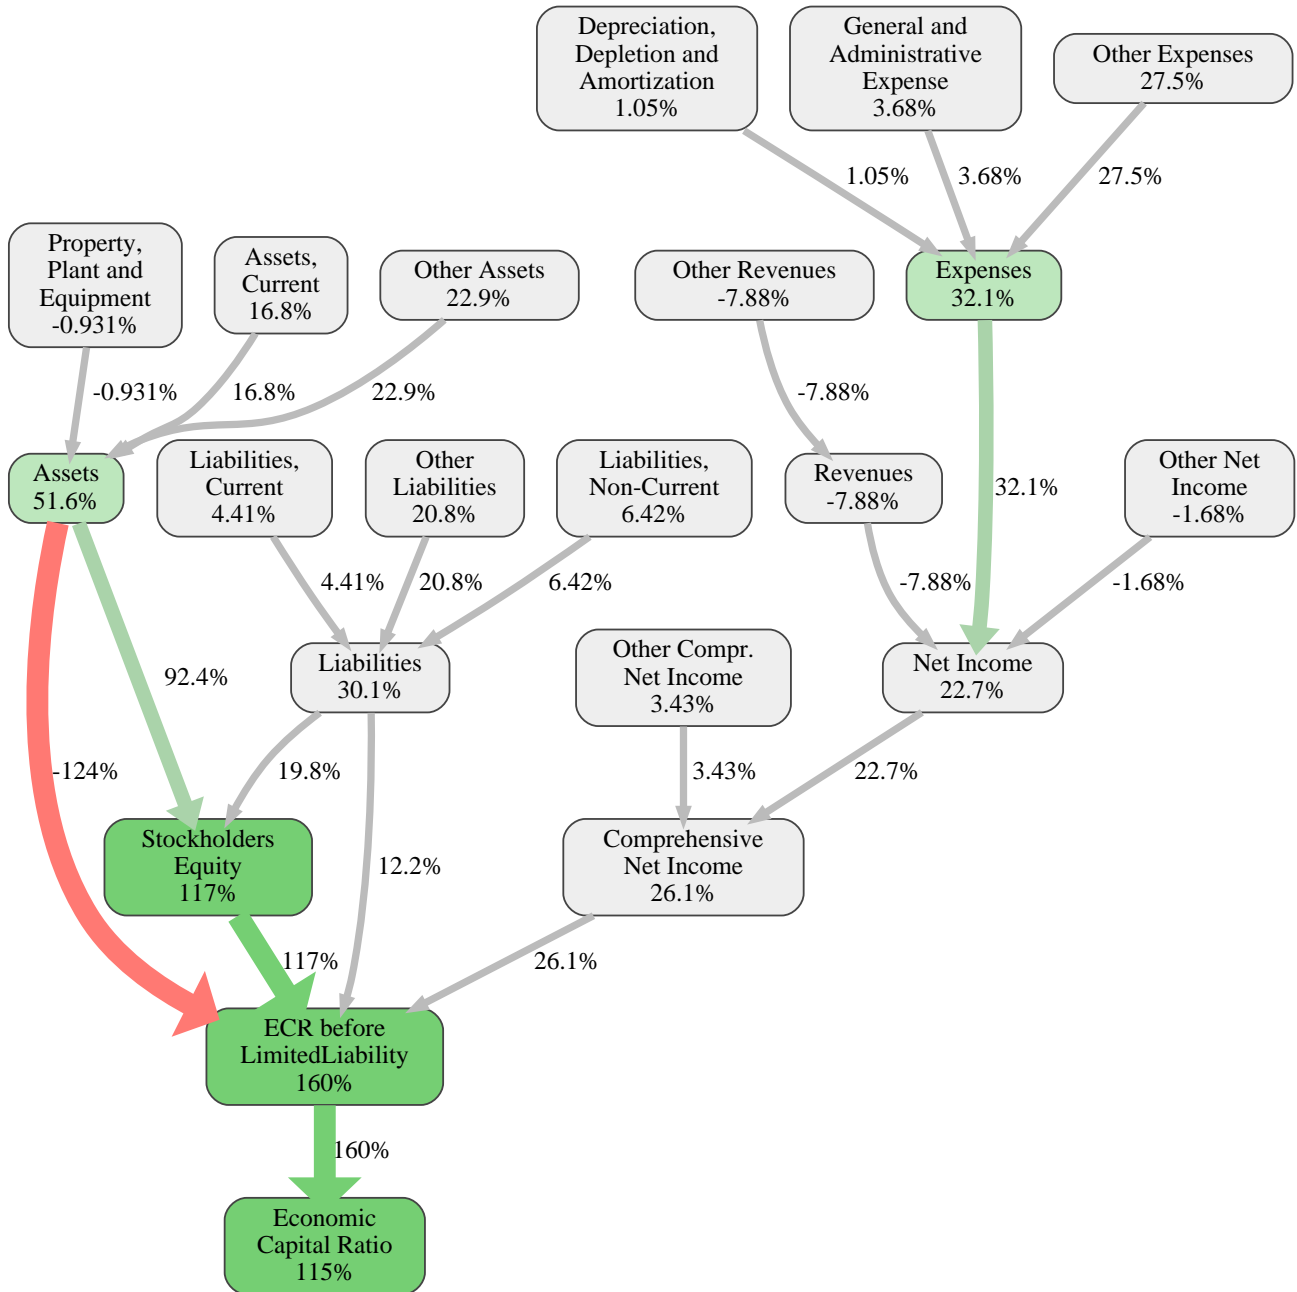 Depreciation,
Depletion and
Amortization
1.05%
General and
Administrative
Expense
3.68%
Other Expenses
27.5%
1.05%
3.68%
27.5%
Property,
Plant and
Equipment
-0.931%
Assets,
Current
16.8%
Other Assets
22.9%
Other Revenues
-7.88%
Expenses
32.1%
-0.931%
16.8%
22.9%
-7.88%
Assets
51.6%
Liabilities,
Current
4.41%
Other
Liabilities
20.8%
Liabilities,
Non-Current
6.42%
Revenues
-7.88%
32.1%
Other Net
Income
-1.68%
4.41%
20.8%
6.42%
-7.88%
-1.68%
92.4%
Liabilities
30.1%
Other Compr.
Net Income
3.43%
Net Income
22.7%
-124%
19.8%
3.43%
22.7%
Stockholders
Equity
117%
12.2%
Comprehensive
Net Income
26.1%
117%
26.1%
ECR before
LimitedLiability
160%
160%
Economic
Capital Ratio
115%